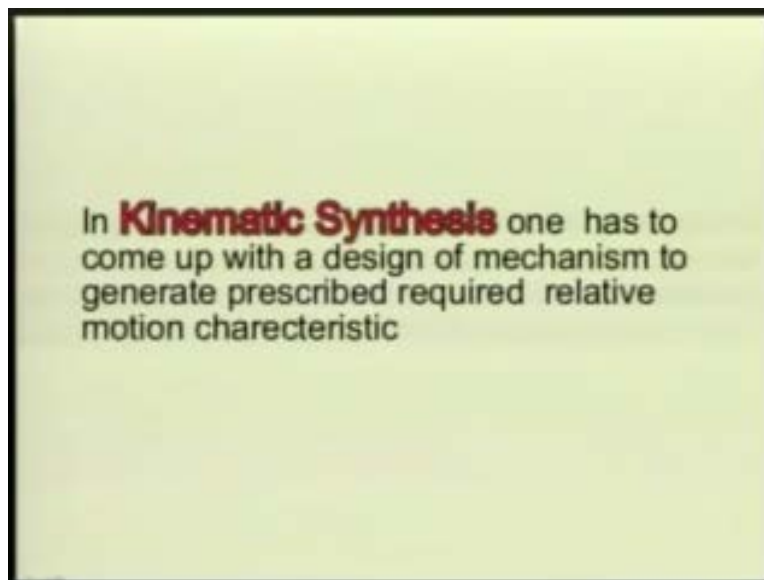 In Kinematic Synthesis one has to
come up with a design of mechanism to
generate prescribed required relative
motion charecteristic